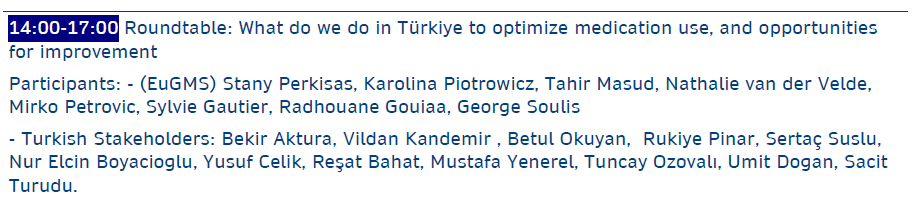 14:00-17:00 Roundtable: What do we do in Türkiye to optimize medication use, and opportunities
for improvement
Participants: - (EuGMS) Stany Perkisas, Karolina Piotrowicz, Tahir Masud, Nathalie van der Velde,
Mirko Petrovic, Sylvie Gautier, Radhouane Gouiaa, George Soulis
- Turkish Stakeholders: Bekir Aktura, Vildan Kandemir , Betul Okuyan,  Rukiye Pinar, Sertaç Suslu,
Nur Elcin Boyacioglu, Yusuf Celik, Reşat Bahat, Mustafa Yenerel, Tuncay Ozovalı, Umit Dogan, Sacit
Turudu.